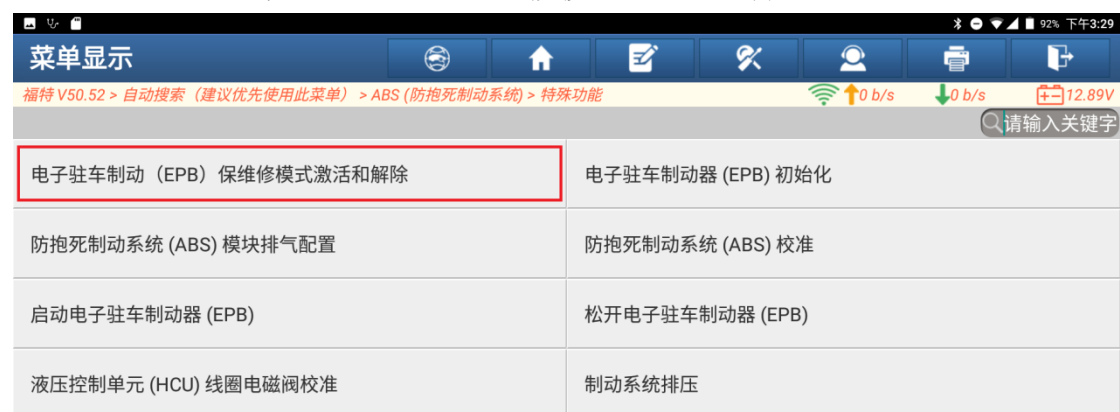 92% 下午3:29
菜单显示
福特 V50.52 > 自动搜索（建议优先使用此菜单） > ABS (防抱死制动系统) > 特殊功能 0 b/s 0 b/s 12.89V
请输入关键字
电子驻车制动（EPB）保维修模式激活和解除 电子驻车制动器 (EPB) 初始化
防抱死制动系统 (ABS) 模块排气配置 防抱死制动系统 (ABS) 校准
启动电子驻车制动器 (EPB) 松开电子驻车制动器 (EPB)
液压控制单元 (HCU) 线圈电磁阀校准 制动系统排压